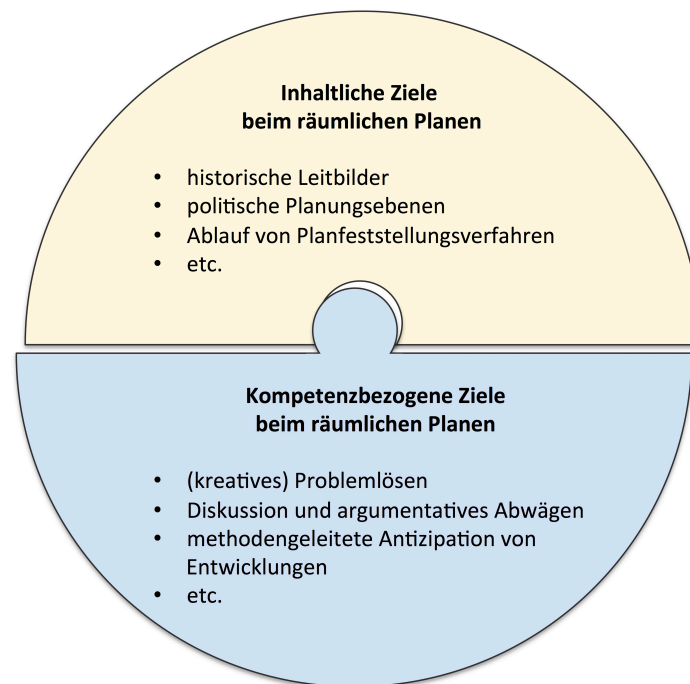 Inhaltliche Ziele
beim räumlichen Planen
• historische Leitbilder
• politische Planungsebenen
• Ablauf von Planfeststellungsverfahren
• etc.
Kompetenzbezogene Ziele
beim räumlichen Planen
• (kreatives) Problemlösen
• Diskussion und argumentatives Abwägen
• methodengeleitete Antizipation von
Entwicklungen
• etc.